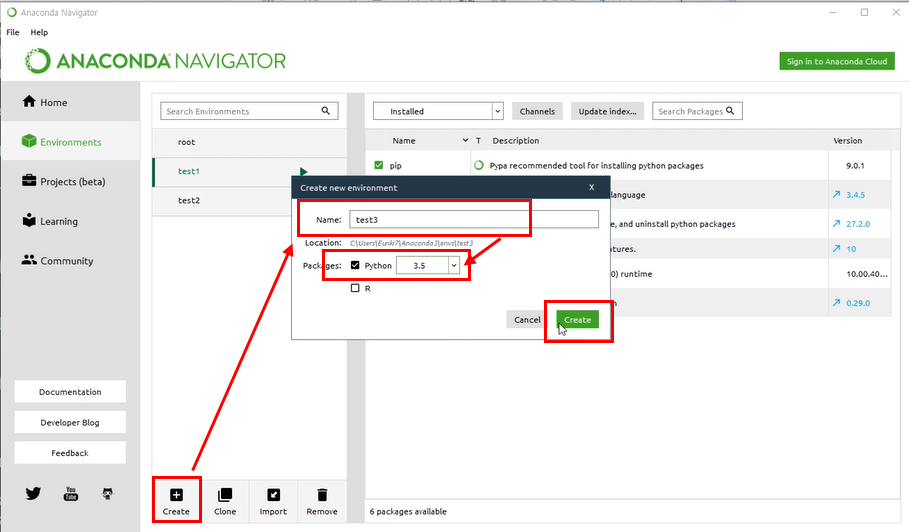 Anaconda Navigator
File Help
ANACONDA NAVIGATOR
Sign in to Anaconda Cloud
Home
Environments
Projects (beta)
Learning
Community
Documentation
Developer Blog
Feedback
You Tube
Search Environments
root
test1
test2
Create Clone Import Remove
Installed Channels Update index... Search Packages
Name T Description Version
pip Pypa recommended tool for installing python packages 9.0.1
language 3.4.5
e, and uninstall python packages 27.2.0
atures. 10
0) runtime 10.00.40...
0.29.0
6 packages available
Create new environment X
Name: test3
Location: C:\Users\Eunki7\Anaconda3\envs\test3
Packages: Python 3.5
R
Cancel Create